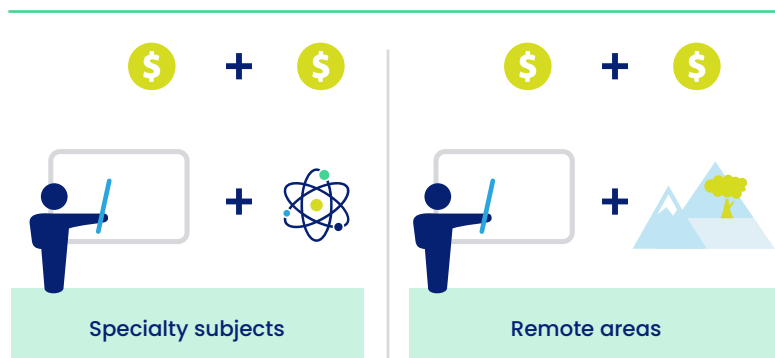 $ + $
$ + $
+
+
Specialty subjects
Remote areas